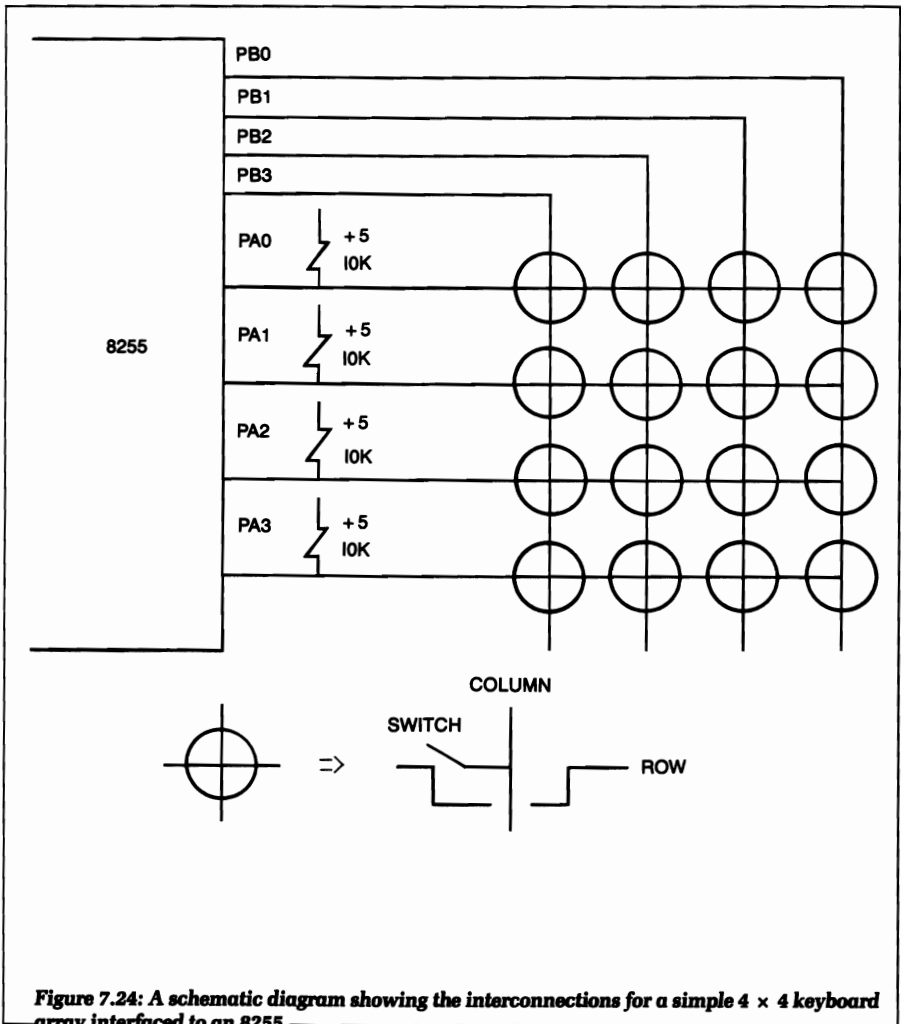 PB0
PB1
PB2
PB3
PA0
+5
10K
PA1
+5
10K
8255
PA2
+5
10K
PA3
+5
10K
COLUMN
SWITCH
=>
ROW
Figure 7.24: A schematic diagram showing the interconnections for a simple 4 × 4 keyboard
array interfaced to an 8255